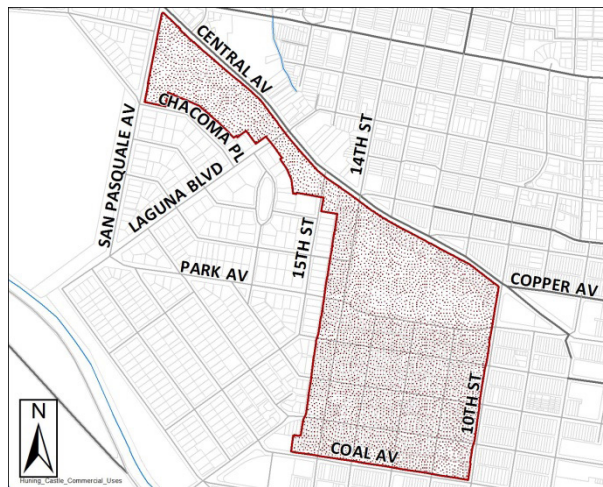 CENTRAL AV
CHACOMA PL
SAN PASQUALE AV
LAGUNA BLVD
14TH ST
15TH ST
PARK AV
COPPER AV
10TH ST
COAL AV
N
Huning_Castle_Commercial_Uses